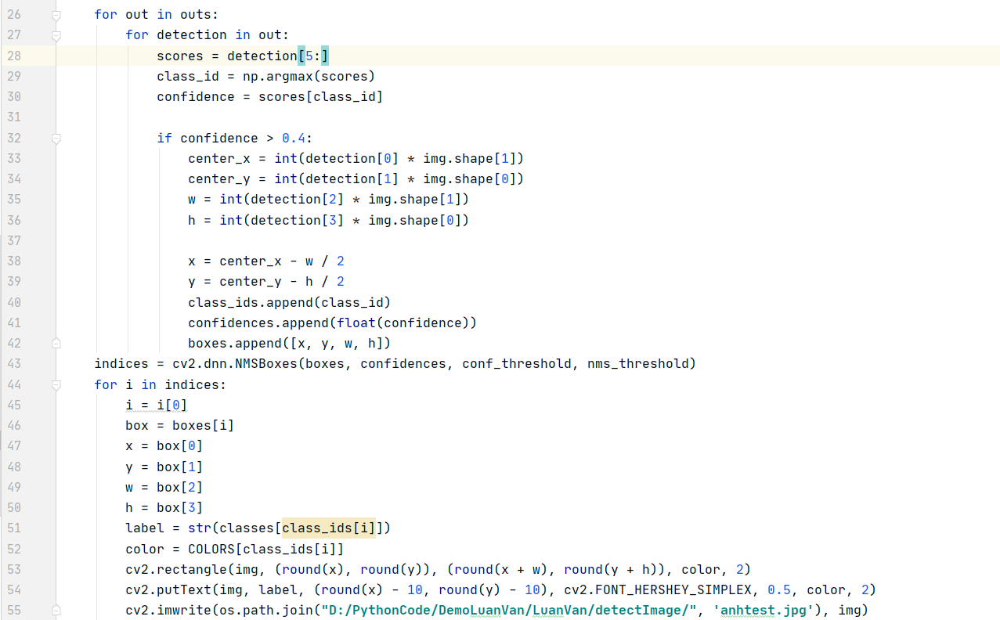 26 for out in outs:
27 for detection in out:
28 scores = detection[5:]
29 class_id = np.argmax(scores)
30 confidence = scores[class_id]
31
32 if confidence > 0.4:
33 center_x = int(detection[0] * img.shape[1])
34 center_y = int(detection[1] * img.shape[0])
35 w = int(detection[2] * img.shape[1])
36 h = int(detection[3] * img.shape[0])
37
38 x = center_x - w / 2
39 y = center_y - h / 2
40 class_ids.append(class_id)
41 confidences.append(float(confidence))
42 boxes.append([x, y, w, h])
43 indices = cv2.dnn.NMSBoxes(boxes, confidences, conf_threshold, nms_threshold)
44 for i in indices:
45 i = i[0]
46 box = boxes[i]
47 x = box[0]
48 y = box[1]
49 w = box[2]
50 h = box[3]
51 label = str(classes[class_ids[i]])
52 color = COLORS[class_ids[i]]
53 cv2.rectangle(img, (round(x), round(y)), (round(x + w), round(y + h)), color, 2)
54 cv2.putText(img, label, (round(x) - 10, round(y) - 10), cv2.FONT_HERSHEY_SIMPLEX, 0.5, color, 2)
55 cv2.imwrite(os.path.join("D:/PythonCode/DemoLuanVan/LuanVan/detectImage/", 'anhtest.jpg'), img)